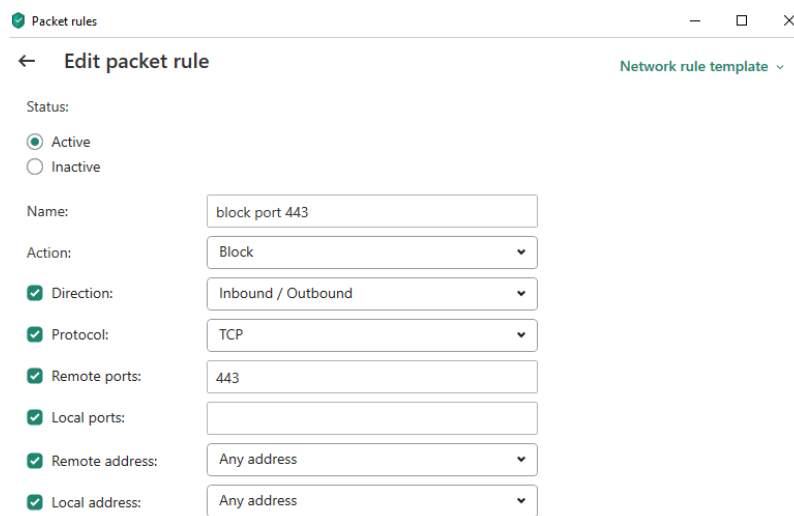 Packet rules
Edit packet rule
Network rule template
Status:
Active
Inactive
Name: block port 443
Action: Block
Direction: Inbound / Outbound
Protocol: TCP
Remote ports: 443
Local ports:
Remote address: Any address
Local address: Any address